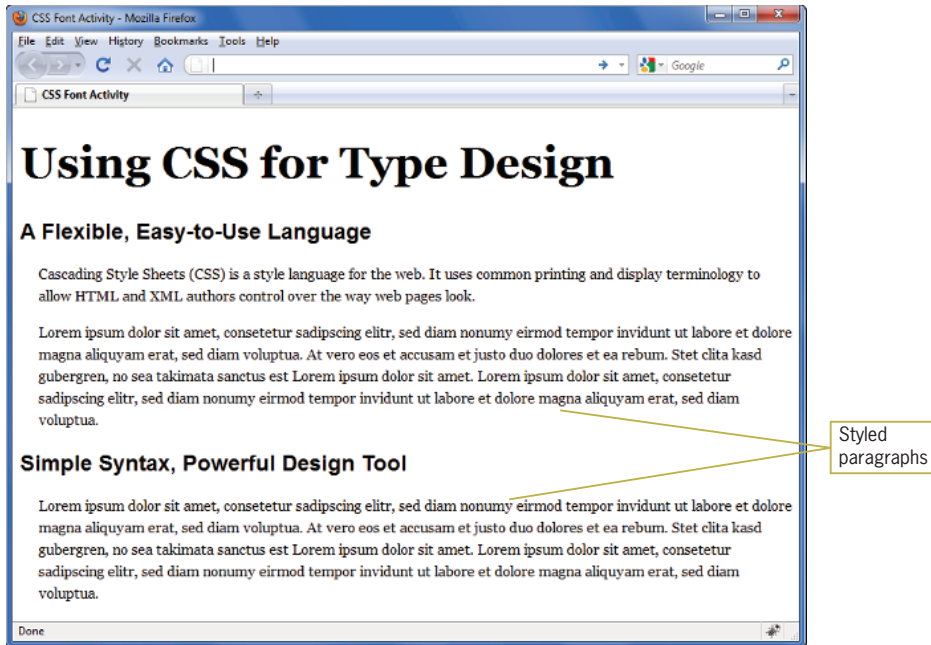 CSS Font Activity - Mozilla Firefox
File Edit View History Bookmarks Tools Help
Google
CSS Font Activity
Using CSS for Type Design
A Flexible, Easy-to-Use Language
Cascading Style Sheets (CSS) is a style language for the web. It uses common printing and display terminology to
allow HTML and XML authors control over the way web pages look.
Lorem ipsum dolor sit amet, consetetur sadipscing elitr, sed diam nonumy eirmod tempor invidunt ut labore et dolore
magna aliquyam erat, sed diam voluptua. At vero eos et accusam et justo duo dolores et ea rebum. Stet clita kasd
gubergren, no sea takimata sanctus est Lorem ipsum dolor sit amet. Lorem ipsum dolor sit amet, consetetur
sadipscing elitr, sed diam nonumy eirmod tempor invidunt ut labore et dolore magna aliquyam erat, sed diam
voluptua.
Styled
paragraphs
Simple Syntax, Powerful Design Tool
Lorem ipsum dolor sit amet, consetetur sadipscing elitr, sed diam nonumy eirmod tempor invidunt ut labore et dolore
magna aliquyam erat, sed diam voluptua. At vero eos et accusam et justo duo dolores et ea rebum. Stet clita kasd
gubergren, no sea takimata sanctus est Lorem ipsum dolor sit amet. Lorem ipsum dolor sit amet, consetetur
sadipscing elitr, sed diam nonumy eirmod tempor invidunt ut labore et dolore magna aliquyam erat, sed diam
voluptua.
Done